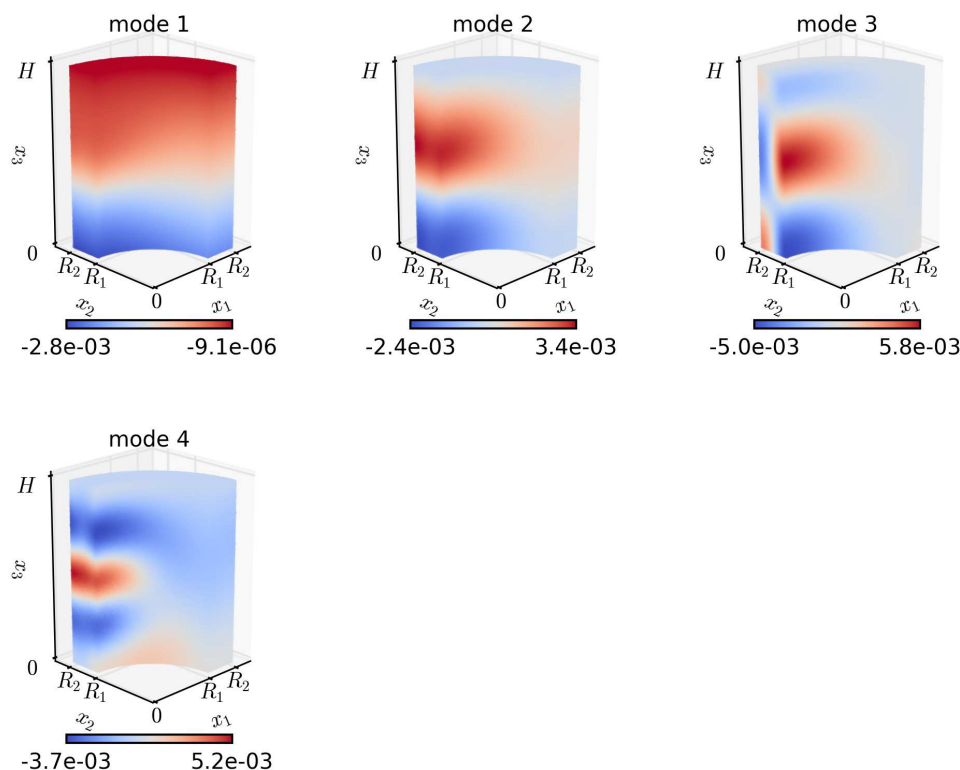 mode 1
H
x3
0
R2
R1
R1
R2
x2
0
x1
-2.8e-03 -9.1e-06
mode 2
H
x3
0
R2
R1
R1
R2
x2
0
x1
-2.4e-03 3.4e-03
mode 3
H
x3
0
R2
R1
R1
R2
x2
0
x1
-5.0e-03 5.8e-03
mode 4
H
x3
0
R2
R1
R1
R2
x2
0
x1
-3.7e-03 5.2e-03